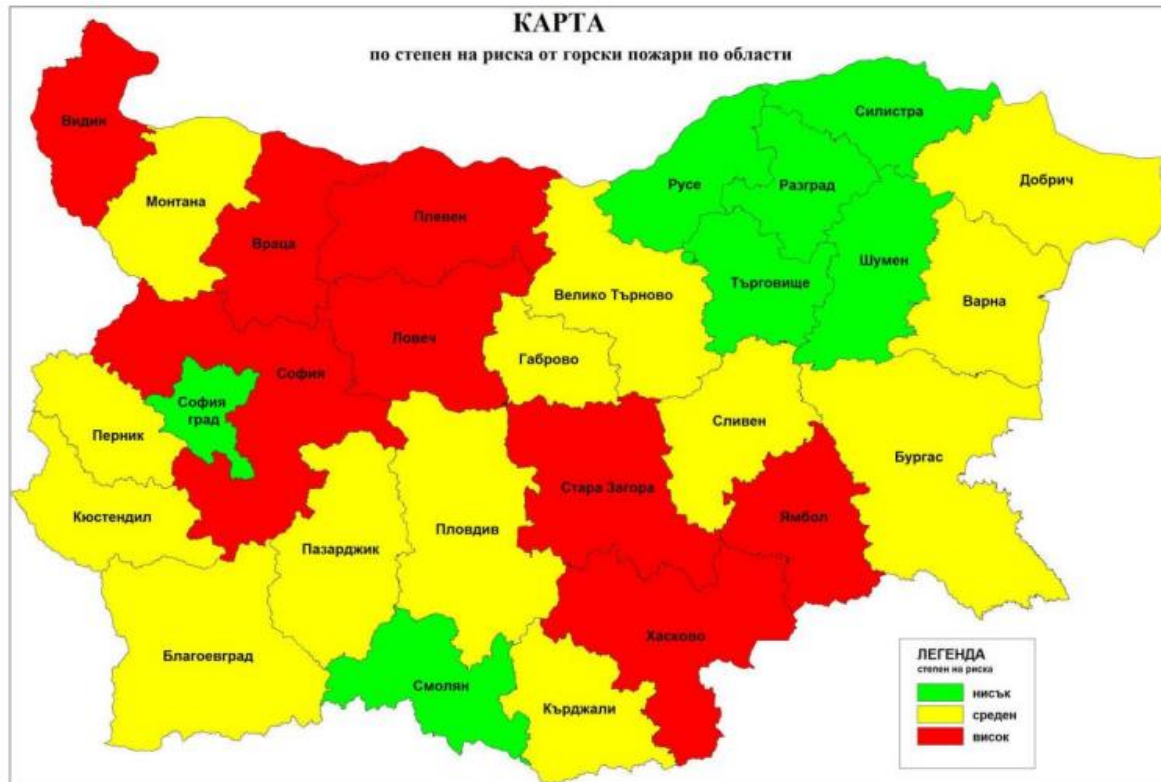 КАРТА
по степен на риска от горски пожари по области
Видин
Монтана
Враца
Плевен
Ловеч
Велико Търново
Габрово
Русе
Разград
Силистра
Търговище
Шумен
Добрич
Варна
София
София
град
Перник
Кюстендил
Благоевград
Пазарджик
Пловдив
Смолян
Стара Загора
Сливен
Ямбол
Бургас
Хасково
Кърджали
ЛЕГЕНДА
степен на риска
нисък
среден
висок